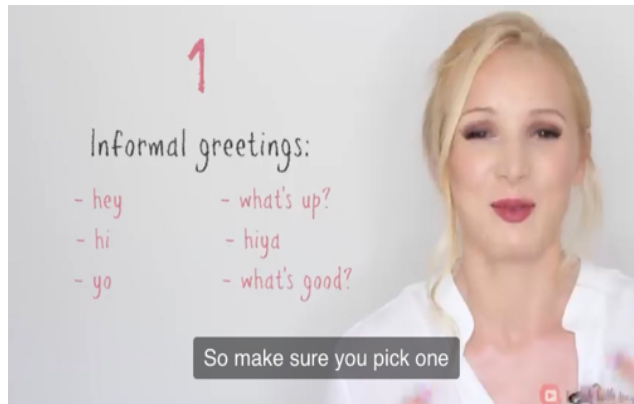 1
Informal greetings:
- hey - what's up?
- hi - hiya
- yo - what's good?
So make sure you pick one